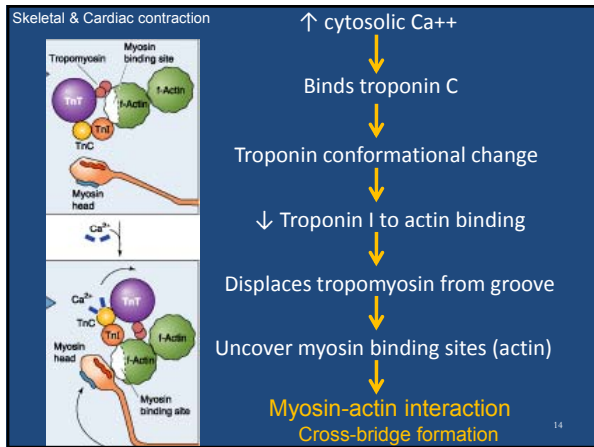 Skeletal & Cardiac contraction
Myosin
binding site
Tropomyosin
TnT
f-Actin
f-Actin
TnI
TnC
Myosin
head
Ca²⁺
Ca²⁺
TnT
TnC
TnI
f-Actin
Myosin
head
f-Actin
Myosin
binding site
↑ cytosolic Ca++
Binds troponin C
Troponin conformational change
↓ Troponin I to actin binding
Displaces tropomyosin from groove
Uncover myosin binding sites (actin)
Myosin-actin interaction
Cross-bridge formation
14